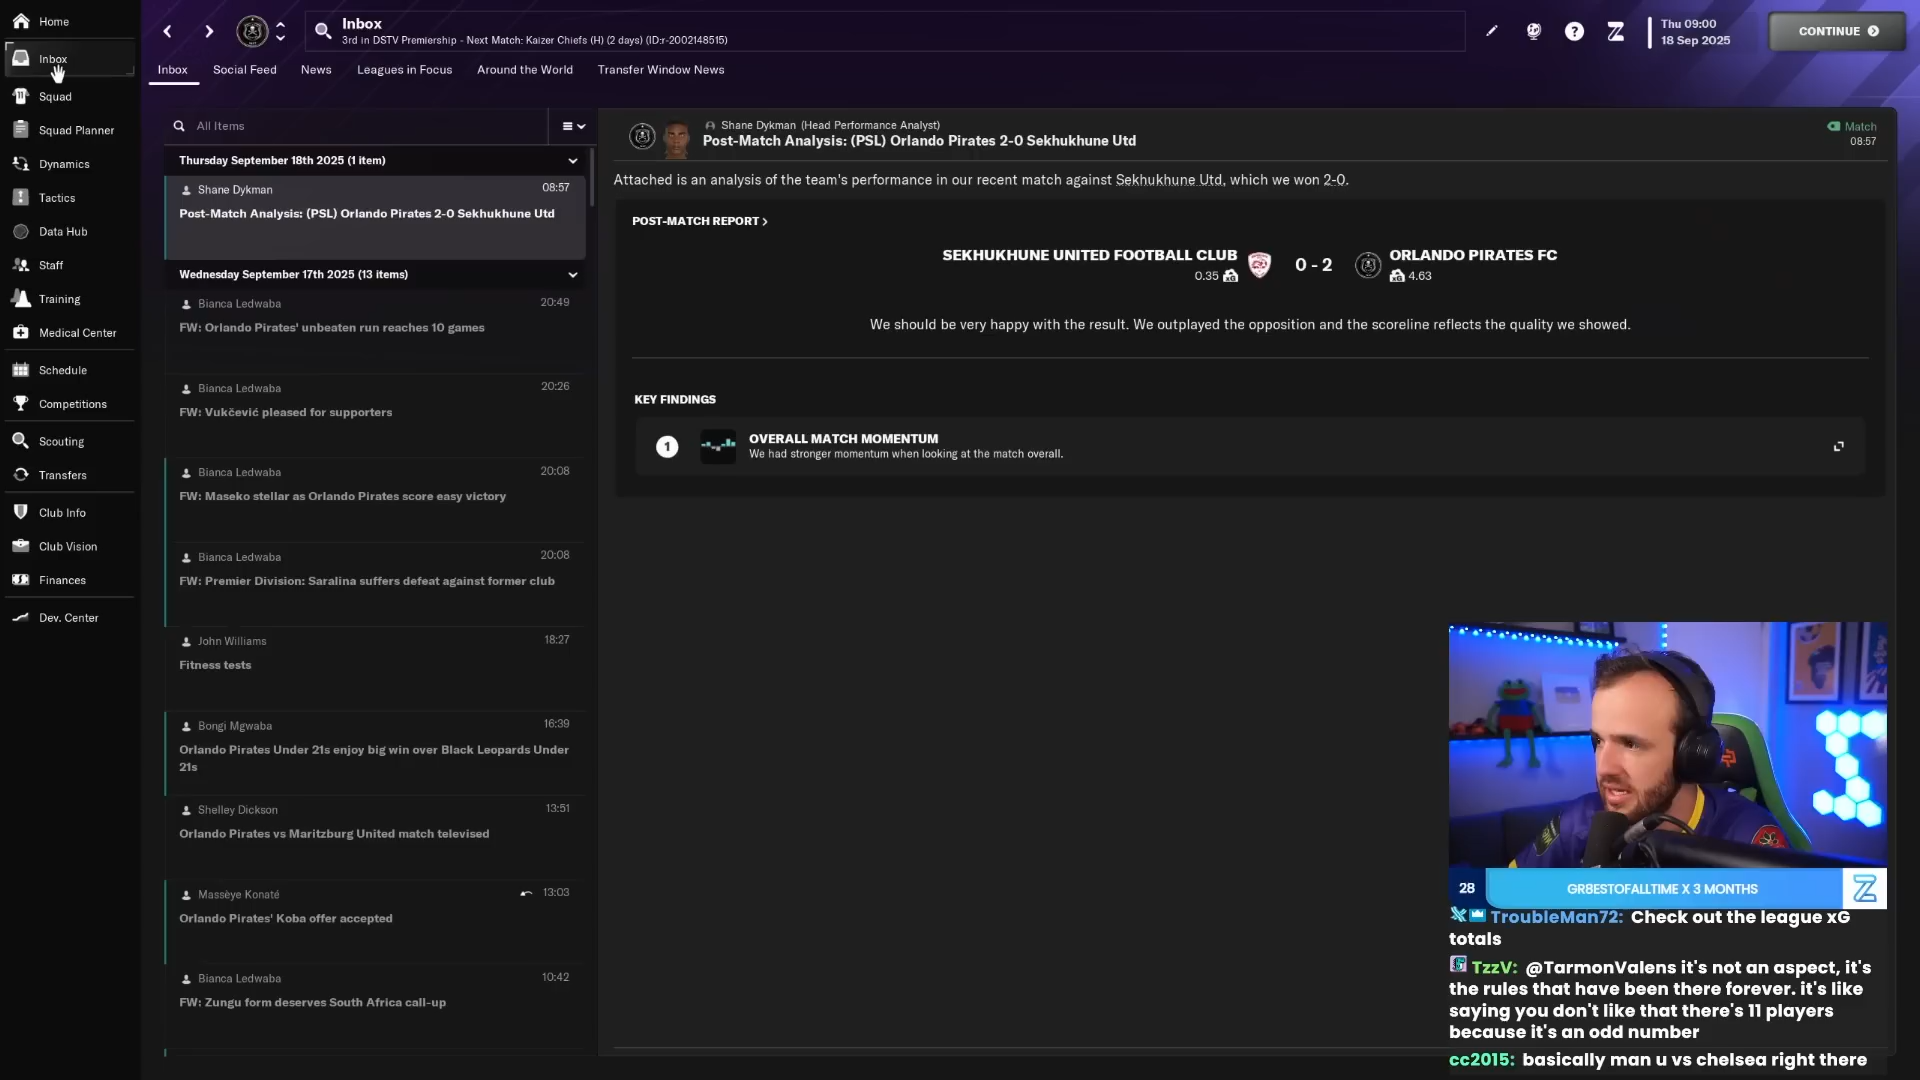 Home
Inbox
Squad
Squad Planner
Dynamics
Tactics
Data Hub
Staff
Training
Medical Center
Schedule
Competitions
Scouting
Transfers
Club Info
Club Vision
Finances
Dev. Center
Inbox
3rd in DSTV Premiership - Next Match: Kaizer Chiefs (H) (2 days) (ID:r-2002148515)
Thu 09:00
18 Sep 2025
CONTINUE
Inbox
Social Feed
News
Leagues in Focus
Around the World
Transfer Window News
All Items
Thursday September 18th 2025 (1 item)
Shane Dykman
08:57
Post-Match Analysis: (PSL) Orlando Pirates 2-0 Sekhukhune Utd
Wednesday September 17th 2025 (13 items)
Bianca Ledwaba
20:49
FW: Orlando Pirates' unbeaten run reaches 10 games
Bianca Ledwaba
20:26
FW: Vukčević pleased for supporters
Bianca Ledwaba
20:08
FW: Maseko stellar as Orlando Pirates score easy victory
Bianca Ledwaba
20:08
FW: Premier Division: Saralina suffers defeat against former club
John Williams
18:27
Fitness tests
Bongi Mgwaba
16:39
Orlando Pirates Under 21s enjoy big win over Black Leopards Under
21s
Shelley Dickson
13:51
Orlando Pirates vs Maritzburg United match televised
Massèye Konaté
13:03
Orlando Pirates' Koba offer accepted
Bianca Ledwaba
10:42
FW: Zungu form deserves South Africa call-up
Shane Dykman (Head Performance Analyst)
Post-Match Analysis: (PSL) Orlando Pirates 2-0 Sekhukhune Utd
Match
08:57
Attached is an analysis of the team's performance in our recent match against Sekhukhune Utd, which we won 2-0.
POST-MATCH REPORT >
SEKHUKHUNE UNITED FOOTBALL CLUB
0.35 xG
0 - 2
ORLANDO PIRATES FC
xG 4.63
We should be very happy with the result. We outplayed the opposition and the scoreline reflects the quality we showed.
KEY FINDINGS
1
OVERALL MATCH MOMENTUM
We had stronger momentum when looking at the match overall.
28
GR8ESTOFALLTIME X 3 MONTHS
TroubleMan72: Check out the league xG
totals
TzzV: @TarmonValens it's not an aspect, it's
the rules that have been there forever. it's like
saying you don't like that there's 11 players
because it's an odd number
cc2015: basically man u vs chelsea right there